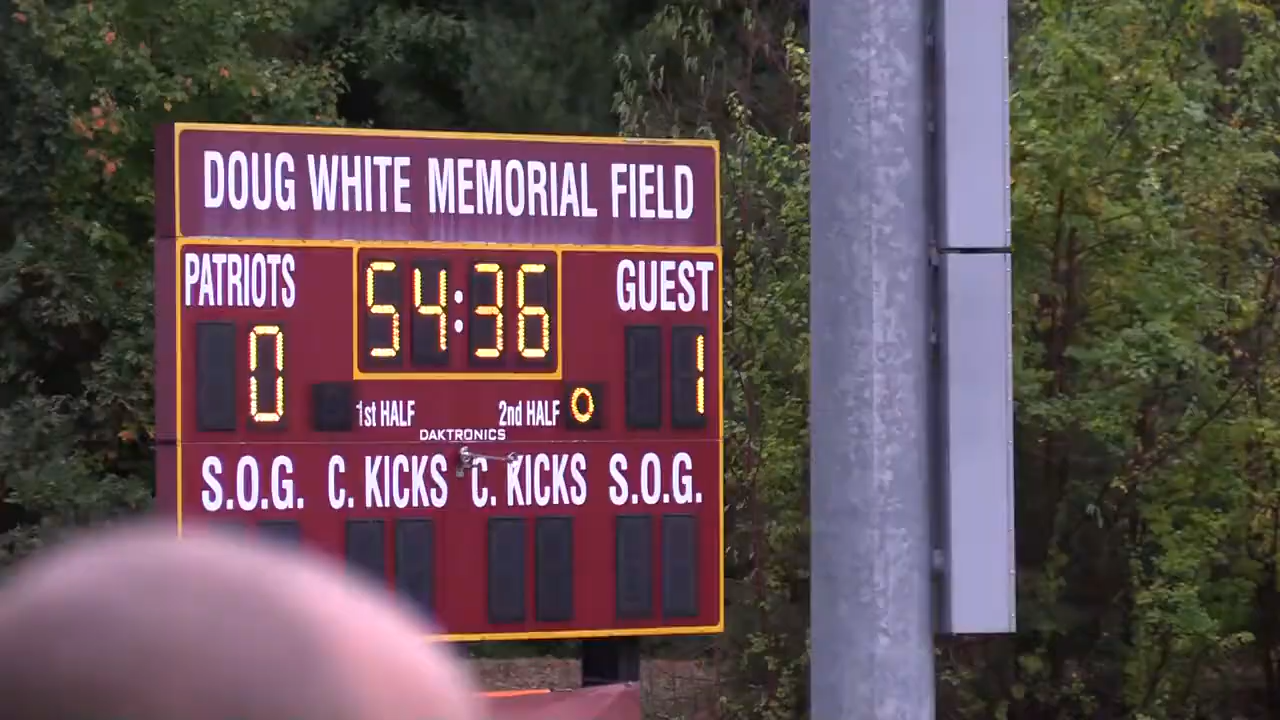 DOUG WHITE MEMORIAL FIELD
PATRIOTS 54:36 GUEST
0 1
1st HALF 2nd HALF 0
DAKTRONICS
S.O.G. C. KICKS C. KICKS S.O.G.